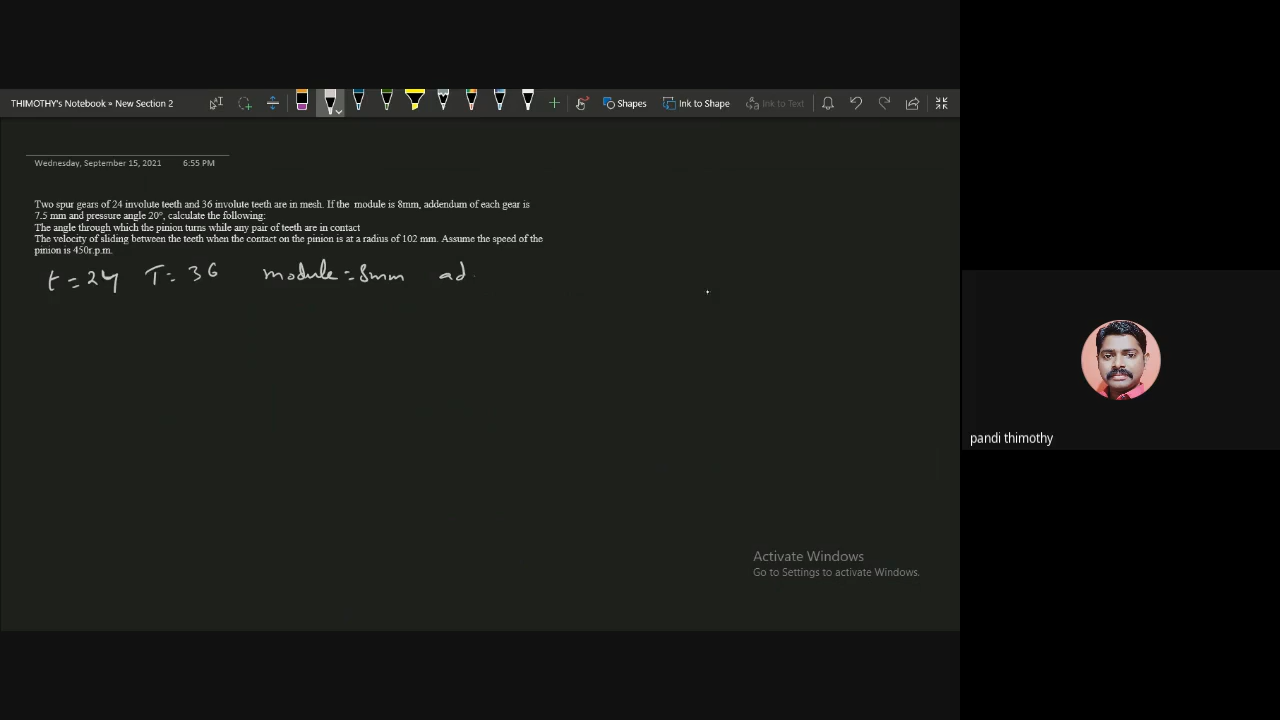 THIMOTHY's Notebook » New Section 2
Shapes
Ink to Shape
Ink to Text
Wednesday, September 15, 2021 6:55 PM
Two spur gears of 24 involute teeth and 36 involute teeth are in mesh. If the module is 8mm, addendum of each gear is
7.5 mm and pressure angle 20°, calculate the following:
The angle through which the pinion turns while any pair of teeth are in contact
The velocity of sliding between the teeth when the contact on the pinion is at a radius of 102 mm. Assume the speed of the
pinion is 450r.p.m.
t = 24 T = 36 module = 8mm ad
pandi thimothy
Activate Windows
Go to Settings to activate Windows.